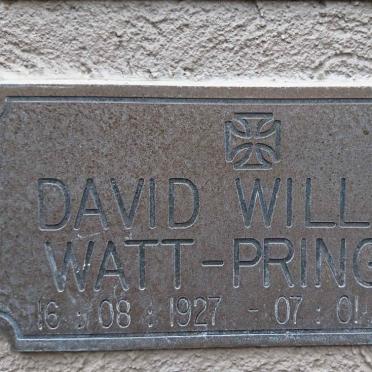 DAVID WILL
WATT-PRING
16 : 08 : 1927 - 07 : 01